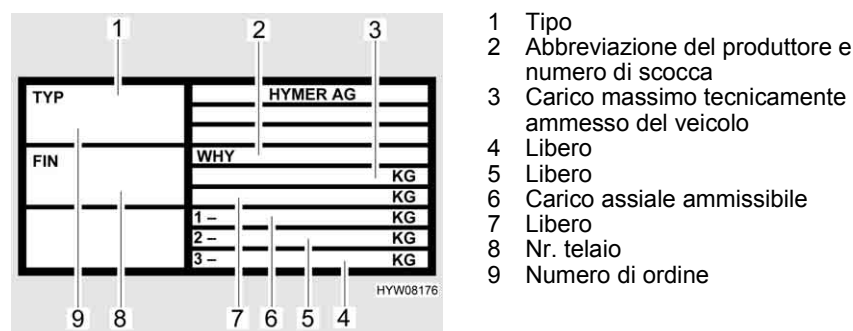 1 2 3
TYP
HYMER AG
FIN
WHY
KG
KG
1 – KG
2 – KG
3 – KG
HYW08176
9 8 7 6 5 4
1 Tipo
2 Abbreviazione del produttore e
numero di scocca
3 Carico massimo tecnicamente
ammesso del veicolo
4 Libero
5 Libero
6 Carico assiale ammissibile
7 Libero
8 Nr. telaio
9 Numero di ordine